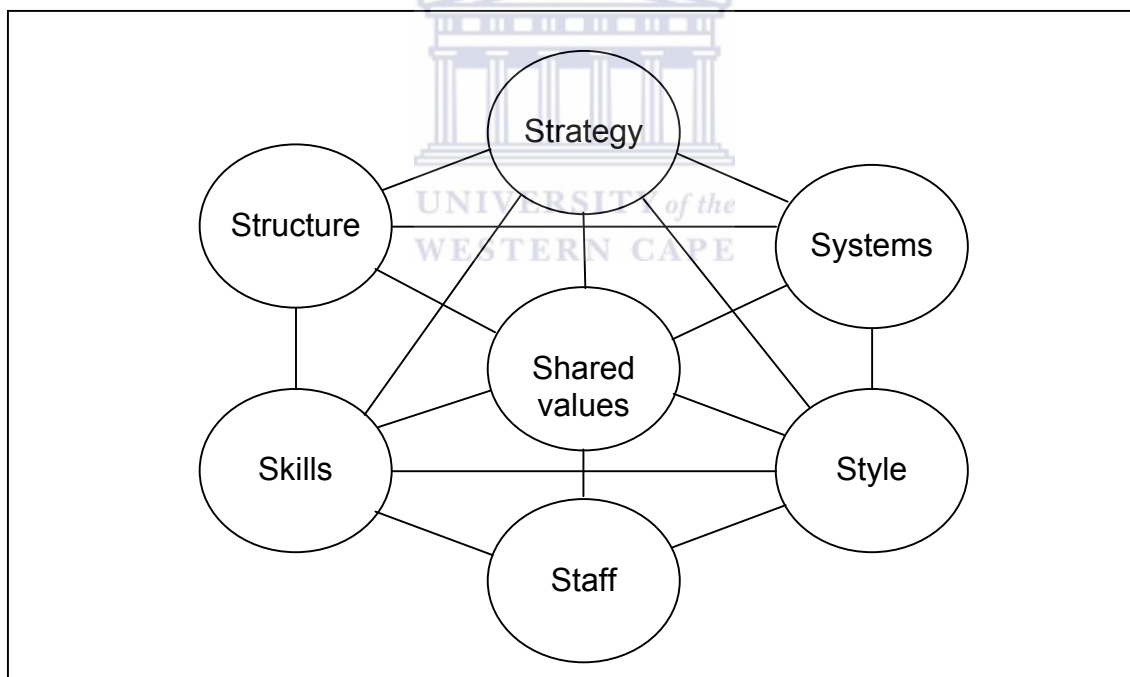 Strategy
UNIVERSITY of the
WESTERN CAPE
Structure
Systems
Shared
values
Skills
Style
Staff